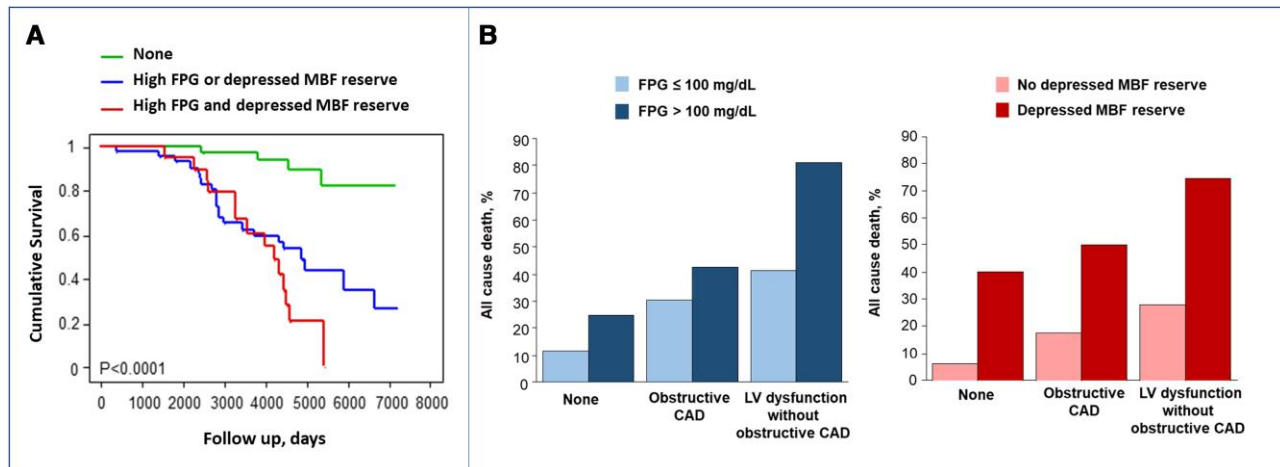 A
None
High FPG or depressed MBF reserve
High FPG and depressed MBF reserve
Cumulative Survival
1
0.8
0.6
0.4
0.2
0
P<0.0001
0 1000 2000 3000 4000 5000 6000 7000 8000
Follow up, days
B
FPG ≤ 100 mg/dL
FPG > 100 mg/dL
All cause death, %
90
80
70
60
50
40
30
20
10
0
None
Obstructive
CAD
LV dysfunction
without
obstructive CAD
No depressed MBF reserve
Depressed MBF reserve
All cause death, %
90
80
70
60
50
40
30
20
10
0
None
Obstructive
CAD
LV dysfunction
without
obstructive CAD